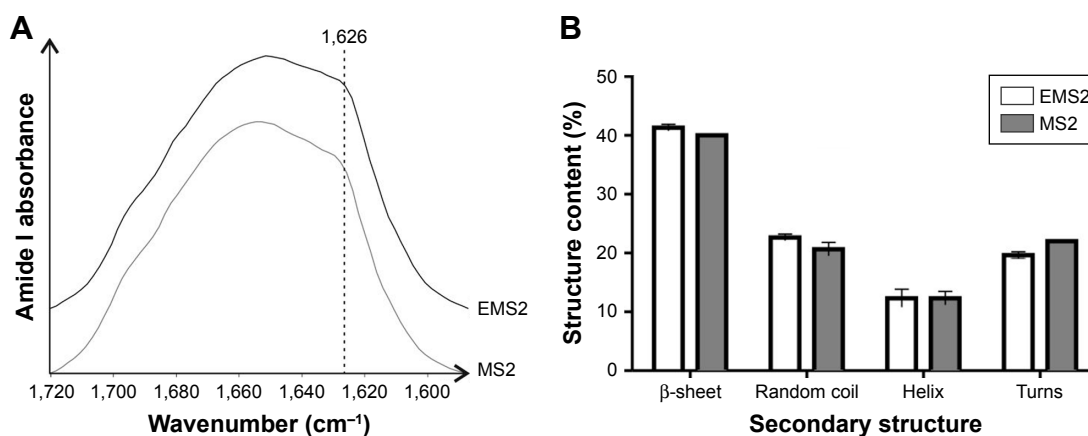 A
1,626
Amide I absorbance
EMS2
MS2
1,720 1,700 1,680 1,660 1,640 1,620 1,600
Wavenumber (cm⁻¹)
B
Structure content (%)
50
40
30
20
10
0
EMS2
MS2
β-sheet Random coil Helix Turns
Secondary structure